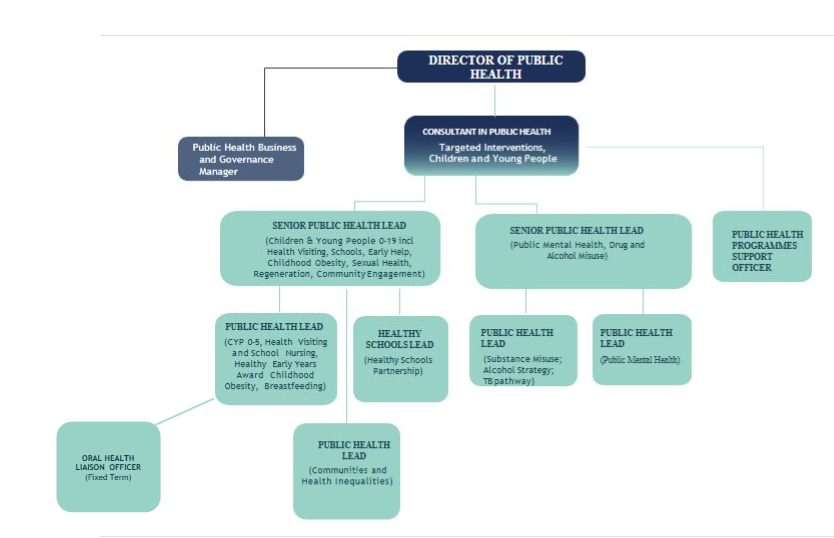 DIRECTOR OF PUBLIC
HEALTH
CONSULTANT IN PUBLIC HEALTH
Targeted Interventions,
Children and Young People
Public Health Business
and Governance
Manager
SENIOR PUBLIC HEALTH LEAD
(Children & Young People 0-19 incl
Health Visiting, Schools, Early Help,
Childhood Obesity, Sexual Health,
Regeneration, Community Engagement)
SENIOR PUBLIC HEALTH LEAD
(Public Mental Health, Drug and
Alcohol Misuse)
PUBLIC HEALTH
PROGRAMMES
SUPPORT
OFFICER
PUBLIC HEALTH LEAD
(CYP 0-5, Health Visiting
and School Nursing,
Healthy Early Years
Award Childhood
Obesity, Breastfeeding)
HEALTHY
SCHOOLS LEAD
(Healthy Schools
Partnership)
PUBLIC HEALTH
LEAD
(Substance Misuse;
Alcohol Strategy;
TB pathway)
PUBLIC HEALTH
LEAD
(Public Mental Health)
ORAL HEALTH
LIAISON OFFICER
(Fixed Term)
PUBLIC HEALTH
LEAD
(Communities and
Health Inequalities)